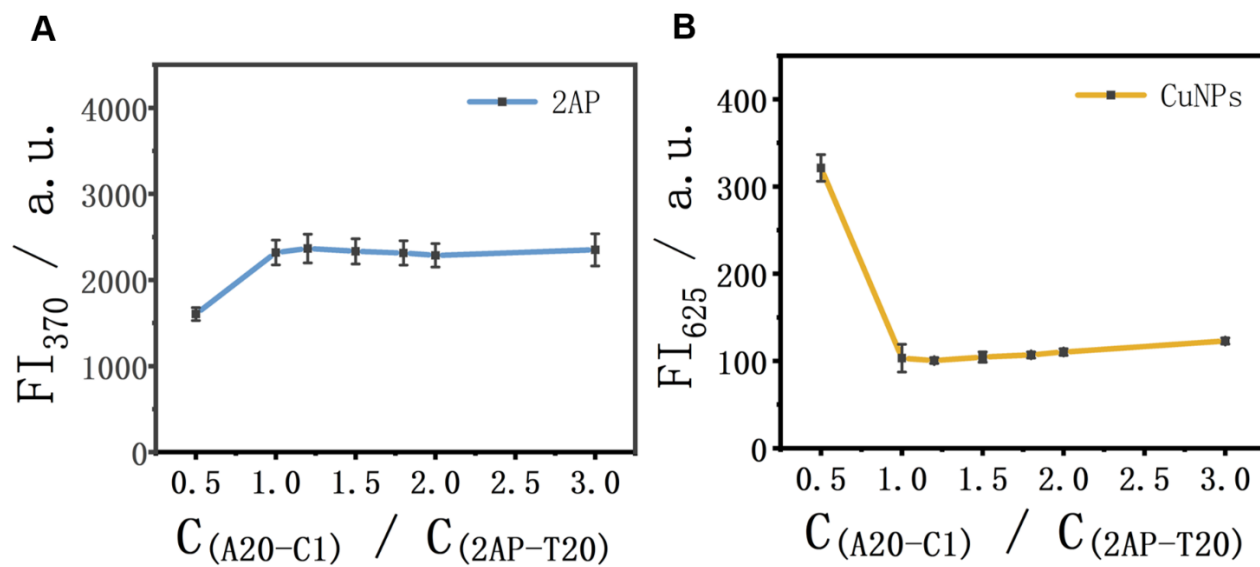 A
FI370 / a.u.
4000
3000
2000
1000
0
2AP
0.5 1.0 1.5 2.0 2.5 3.0
C(A20-C1) / C(2AP-T20)
B
FI625 / a.u.
400
300
200
100
0
CuNPs
0.5 1.0 1.5 2.0 2.5 3.0
C(A20-C1) / C(2AP-T20)